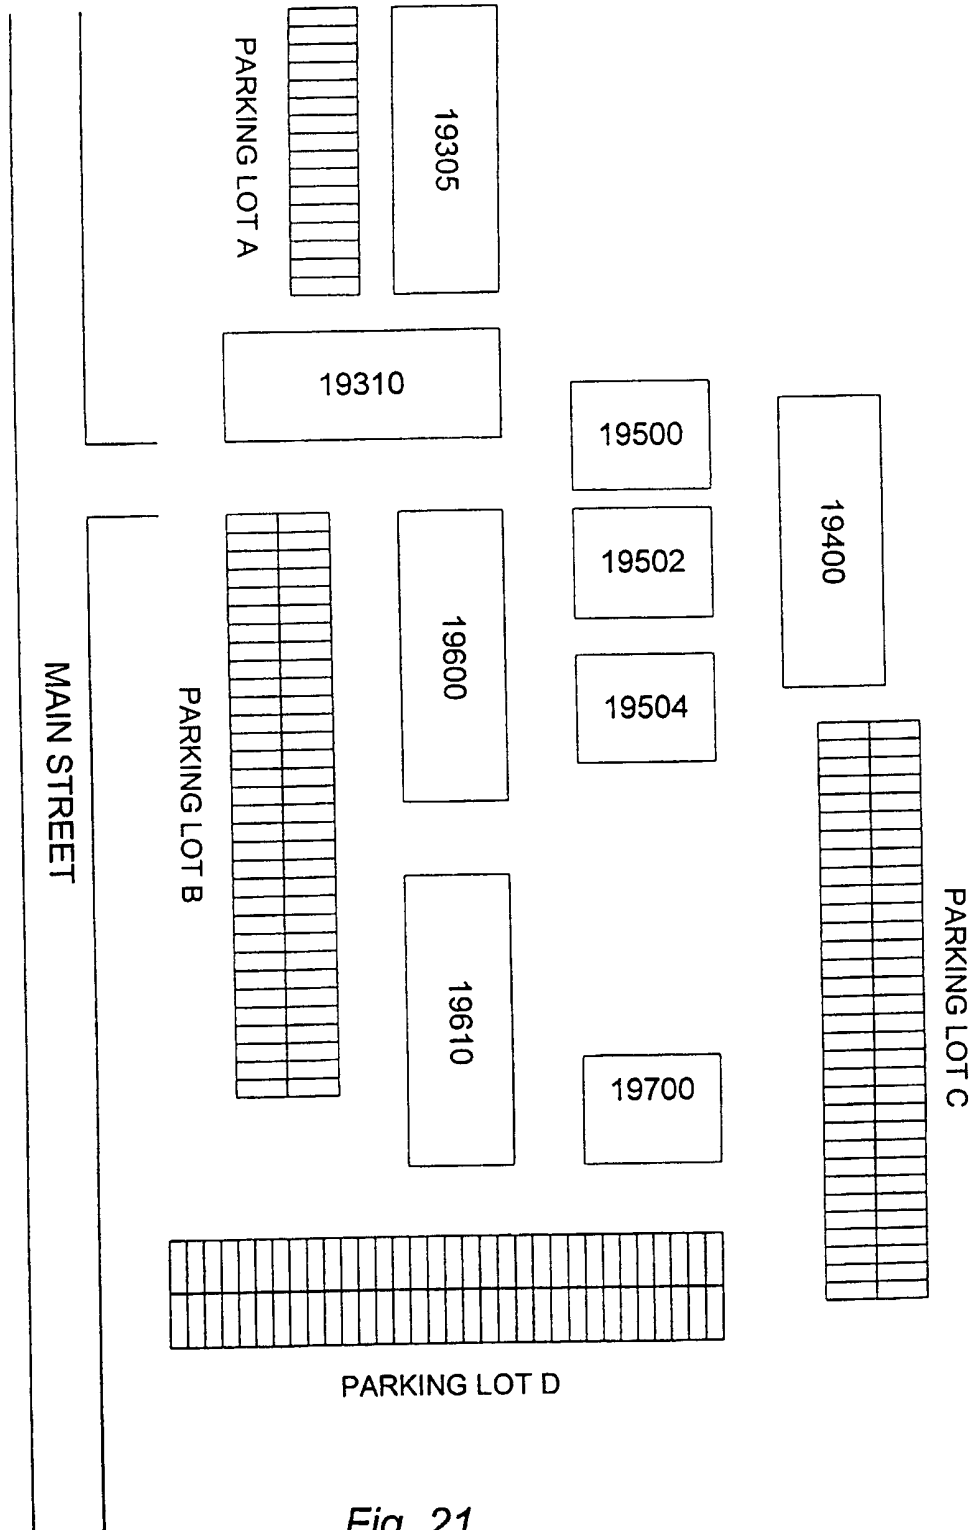 PARKING LOT A
19305
19310
19500
19400
19502
19600
19504
MAIN STREET
PARKING LOT B
PARKING LOT C
19610
19700
PARKING LOT D
Fig. 21